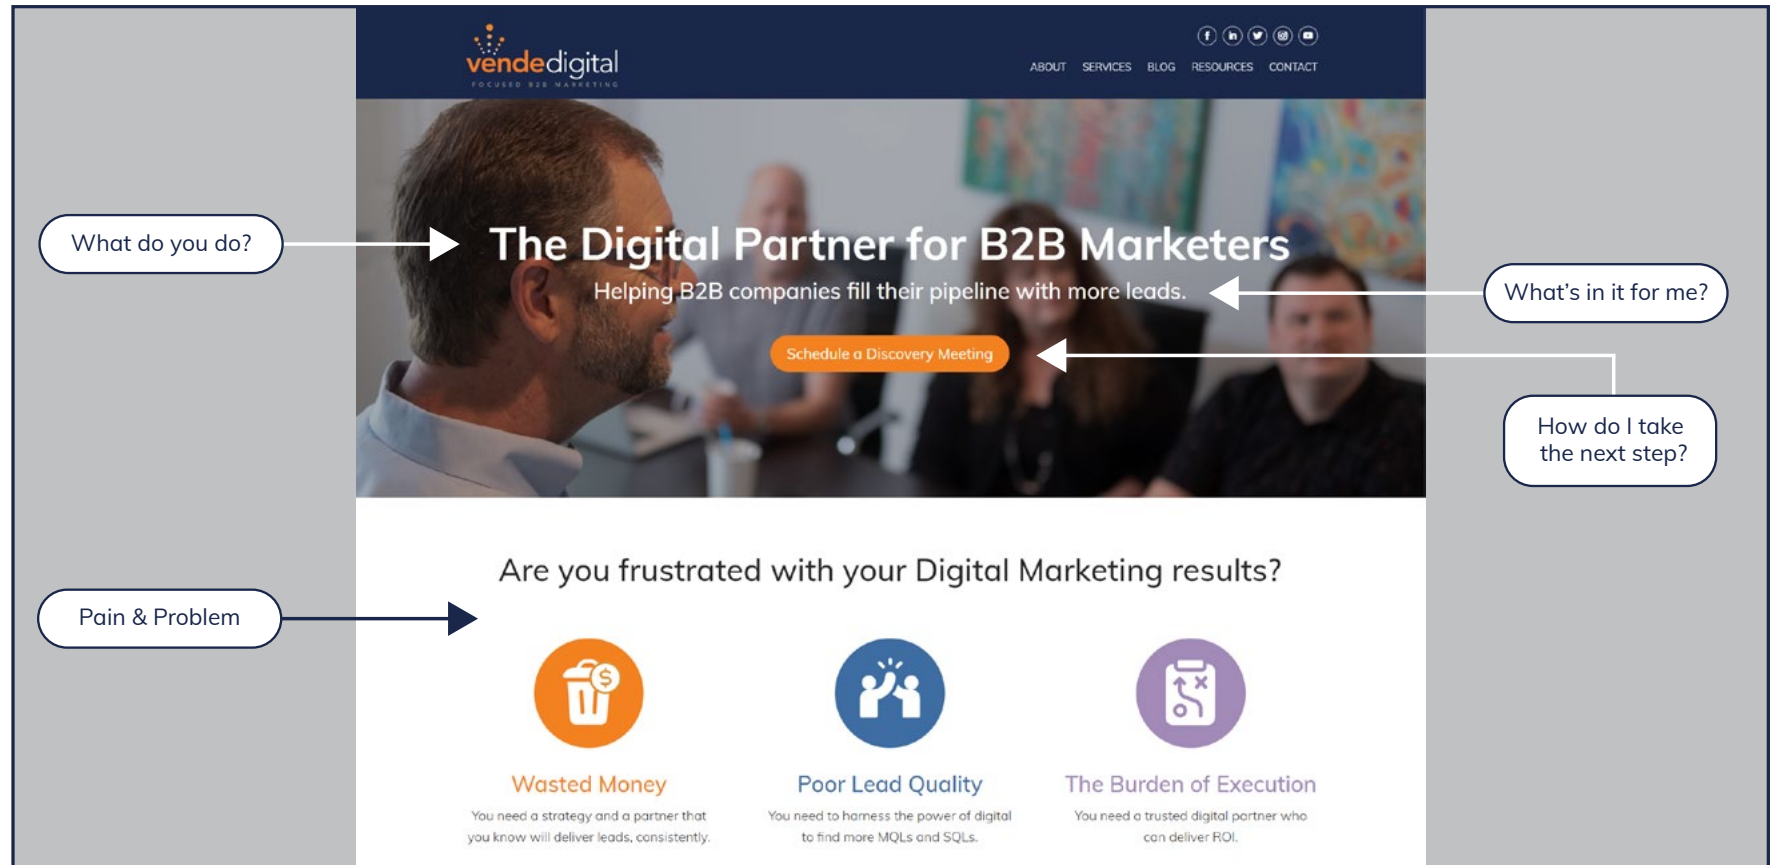 vendedigital
FOCUSED B2B MARKETING
ABOUT SERVICES BLOG RESOURCES CONTACT
What do you do?
The Digital Partner for B2B Marketers
Helping B2B companies fill their pipeline with more leads.
What's in it for me?
Schedule a Discovery Meeting
How do I take
the next step?
Are you frustrated with your Digital Marketing results?
Pain & Problem
Wasted Money
You need a strategy and a partner that
you know will deliver leads, consistently.
Poor Lead Quality
You need to harness the power of digital
to find more MQLs and SQLs.
The Burden of Execution
You need a trusted digital partner who
can deliver ROI.